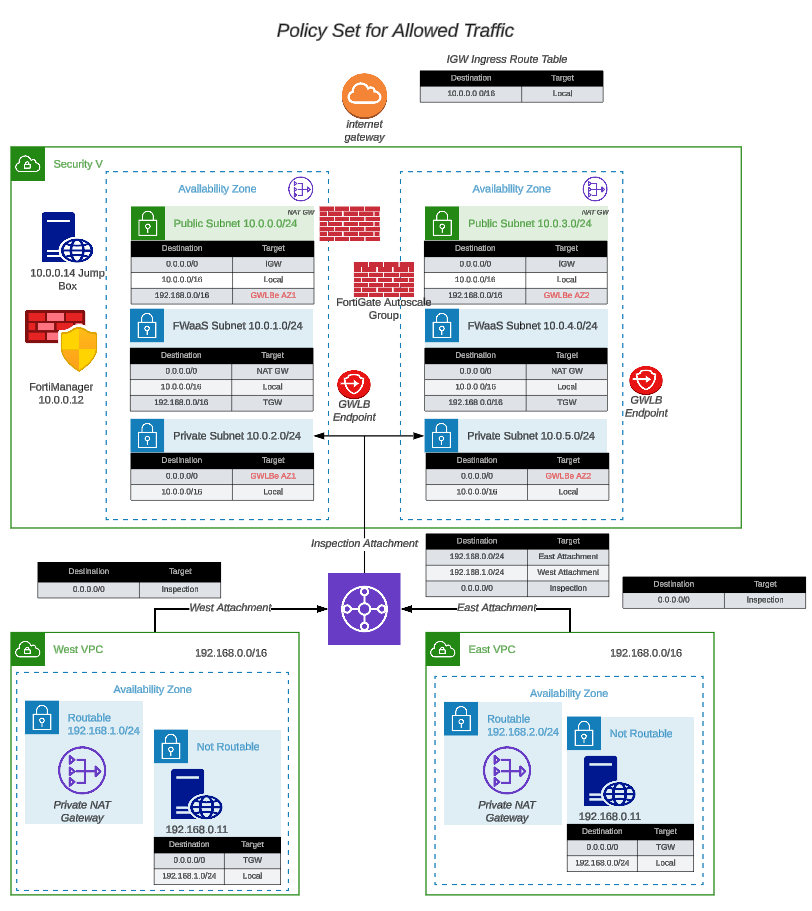 Policy Set for Allowed Traffic
IGW Ingress Route Table
Destination Target
10.0.0.0 0/16 Local
internet
gateway
Security V
Availability Zone
NAT GW
Public Subnet 10.0.0.0/24
Destination Target
0.0.0.0/0 IGW
10.0.0.0/16 Local
192.168.0.0/16 GWLBe AZ1
FWaaS Subnet 10.0.1.0/24
Destination Target
0.0.0.0/0 NAT GW
10.0.0.0/16 Local
192.168.0.0/16 TGW
Private Subnet 10.0.2.0/24
Destination Target
0.0.0.0/0 GWLBe AZ1
10.0.0.0/16 Local
10.0.0.14 Jump
Box
FortiManager
10.0.0.12
FortiGate Autoscale
Group
GWLB
Endpoint
Availability Zone
NAT GW
Public Subnet 10.0.3.0/24
Destination Target
0.0.0.0/0 IGW
10.0.0.0/16 Local
192.168.0.0/16 GWLBe AZ2
FWaaS Subnet 10.0.4.0/24
Destination Target
0.0.0.0/0 NAT GW
10.0.0.0/16 Local
192.168.0.0/16 TGW
Private Subnet 10.0.5.0/24
Destination Target
0.0.0.0/0 GWLBe AZ2
10.0.0.0/16 Local
GWLB
Endpoint
Inspection Attachment
Destination Target
192.168.0.0/24 East Attachment
192.168.1.0/24 West Attachment
0.0.0.0/0 Inspection
Destination Target
0.0.0.0/0 Inspection
Destination Target
0.0.0.0/0 Inspection
West Attachment
East Attachment
West VPC
192.168.0.0/16
Availability Zone
Routable
192.168.1.0/24
Private NAT
Gateway
Not Routable
192.168.0.11
Destination Target
0.0.0.0/0 TGW
192.168.1.0/24 Local
East VPC
192.168.0.0/16
Availability Zone
Routable
192.168.2.0/24
Private NAT
Gateway
Not Routable
192.168.0.11
Destination Target
0.0.0.0/0 TGW
192.168.0.0/24 Local